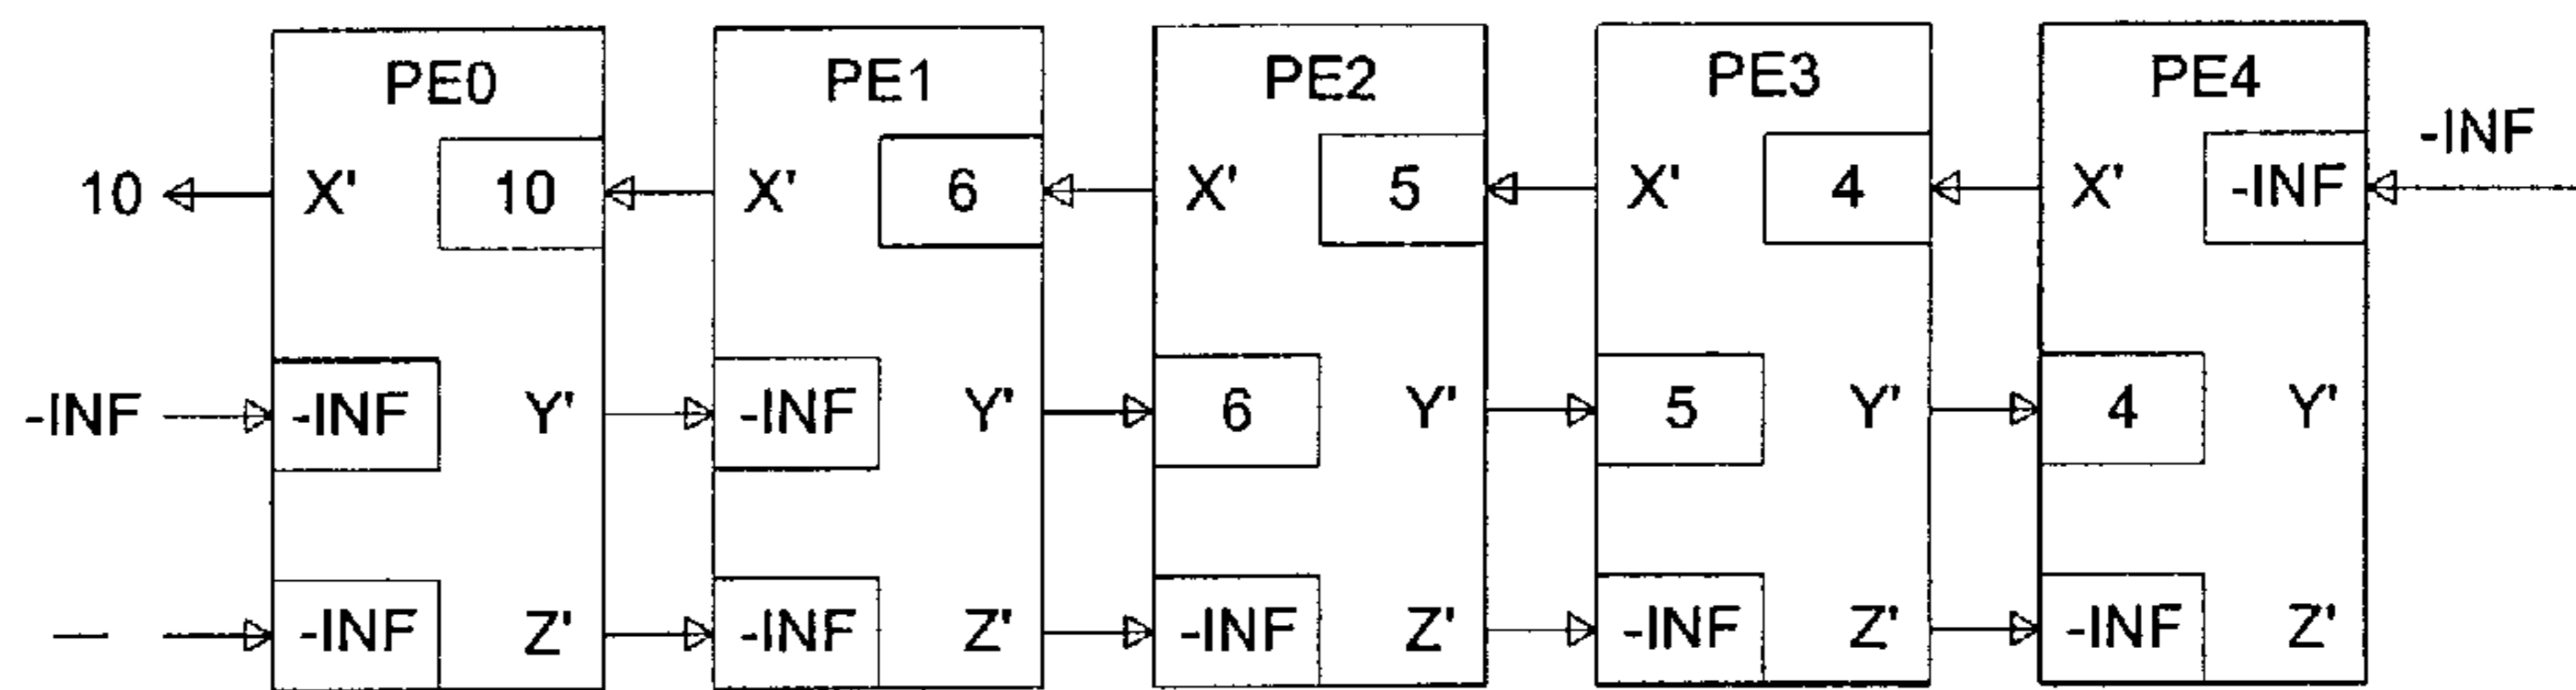 PE0 PE1 PE2 PE3 PE4
-INF
10 X' 10 X' 6 X' 5 X' 4 X' -INF
-INF -INF Y' -INF Y' 6 Y' 5 Y' 4 Y'
— -INF Z' -INF Z' -INF Z' -INF Z' -INF Z'